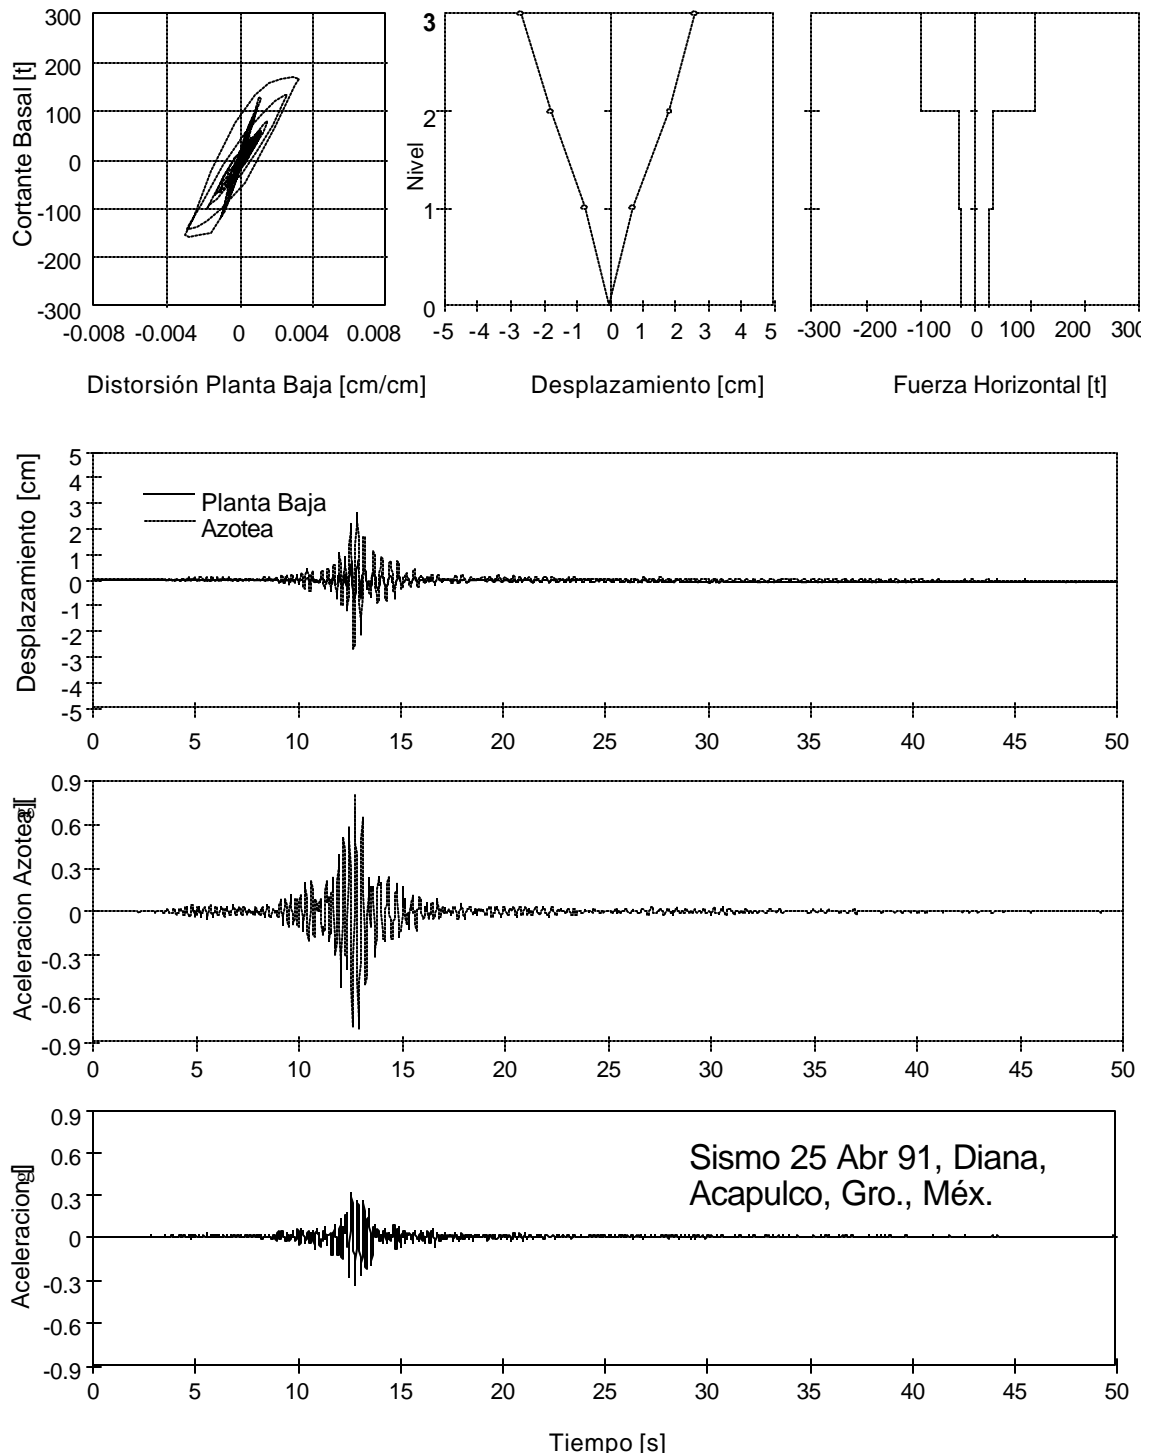 300
200
100
0
-100
-200
-300
Cortante Basal [t]
-0.008 -0.004 0 0.004 0.008
Distorsión Planta Baja [cm/cm]
3
2
1
0
Nivel
-5 -4 -3 -2 -1 0 1 2 3 4 5
Desplazamiento [cm]
-300 -200 -100 0 100 200 300
Fuerza Horizontal [t]
5
4
3
2
1
0
-1
-2
-3
-4
-5
Desplazamiento [cm]
Planta Baja
Azotea
0 5 10 15 20 25 30 35 40 45 50
0.9
0.6
0.3
0
-0.3
-0.6
-0.9
Aceleracion Azotea
0 5 10 15 20 25 30 35 40 45 50
0.9
0.6
0.3
0
-0.3
-0.6
-0.9
Aceleracion
Sismo 25 Abr 91, Diana,
Acapulco, Gro., Méx.
0 5 10 15 20 25 30 35 40 45 50
Tiempo [s]